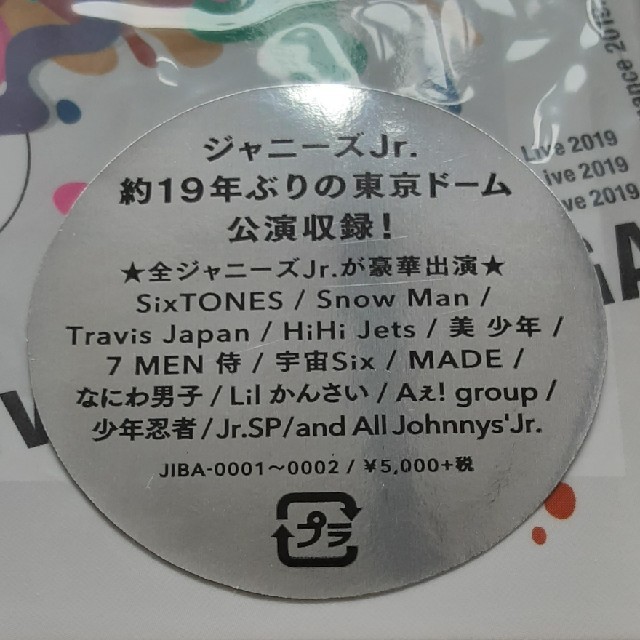 ジャニーズJr.
約19年ぶりの東京ドーム
公演収録！
★全ジャニーズJr.が豪華出演★
SixTONES / Snow Man /
Travis Japan / HiHi Jets / 美 少年 /
7 MEN 侍 / 宇宙Six / MADE /
なにわ男子 / Lil かんさい / Aぇ! group /
少年忍者 / Jr.SP/and All Johnnys'Jr.
JIBA-0001～0002 / ¥5,000+税
プラ
Live 2019
ive 2019
ve 2019